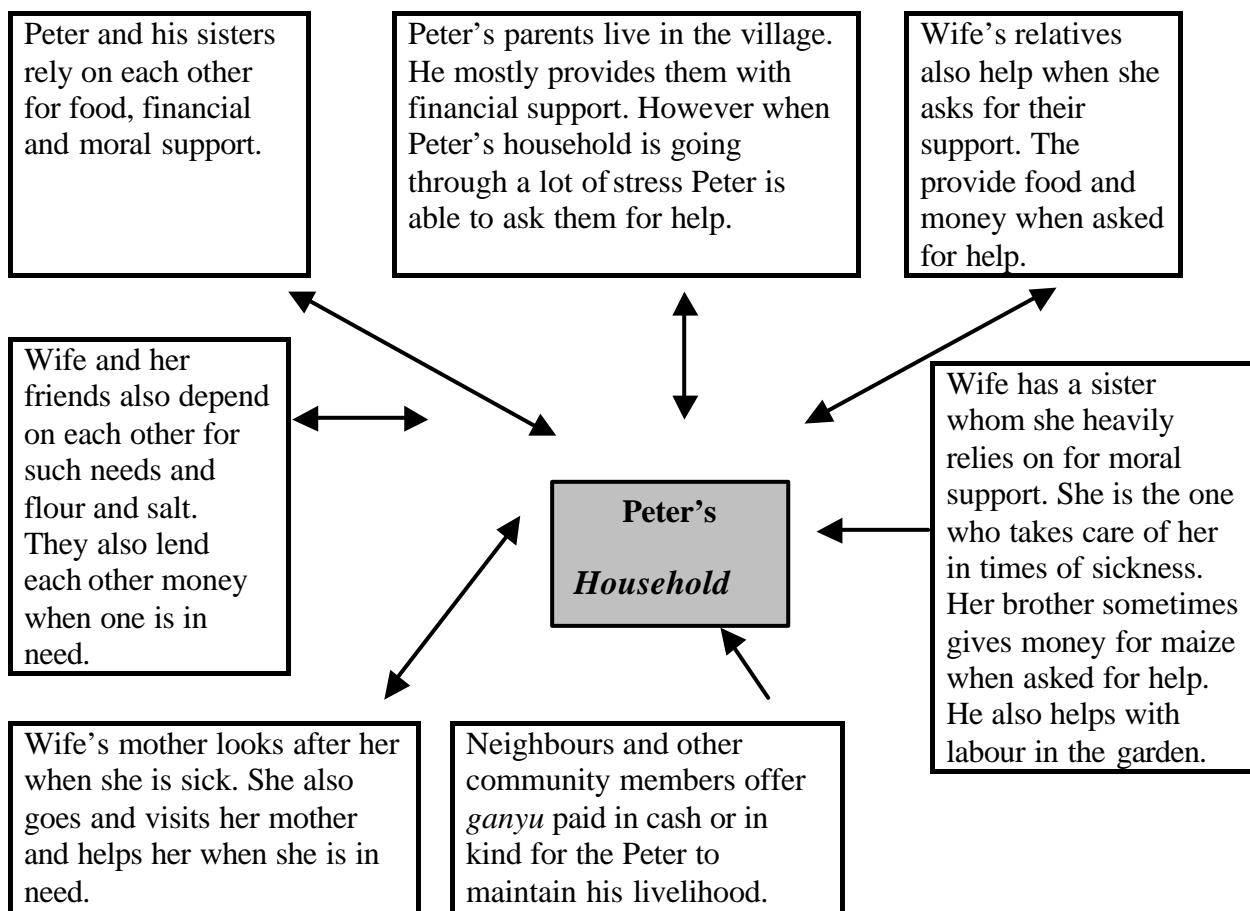 Peter and his sisters
rely on each other
for food, financial
and moral support.
Peter’s parents live in the village.
He mostly provides them with
financial support. However when
Peter’s household is going
through a lot of stress Peter is
able to ask them for help.
Wife’s relatives
also help when she
asks for their
support. The
provide food and
money when asked
for help.
Wife and her
friends also depend
on each other for
such needs and
flour and salt.
They also lend
each other money
when one is in
need.
Peter’s
Household
Wife has a sister
whom she heavily
relies on for moral
support. She is the one
who takes care of her
in times of sickness.
Her brother sometimes
gives money for maize
when asked for help.
He also helps with
labour in the garden.
Wife’s mother looks after her
when she is sick. She also
goes and visits her mother
and helps her when she is in
need.
Neighbours and other
community members offer
ganyu paid in cash or in
kind for the Peter to
maintain his livelihood.